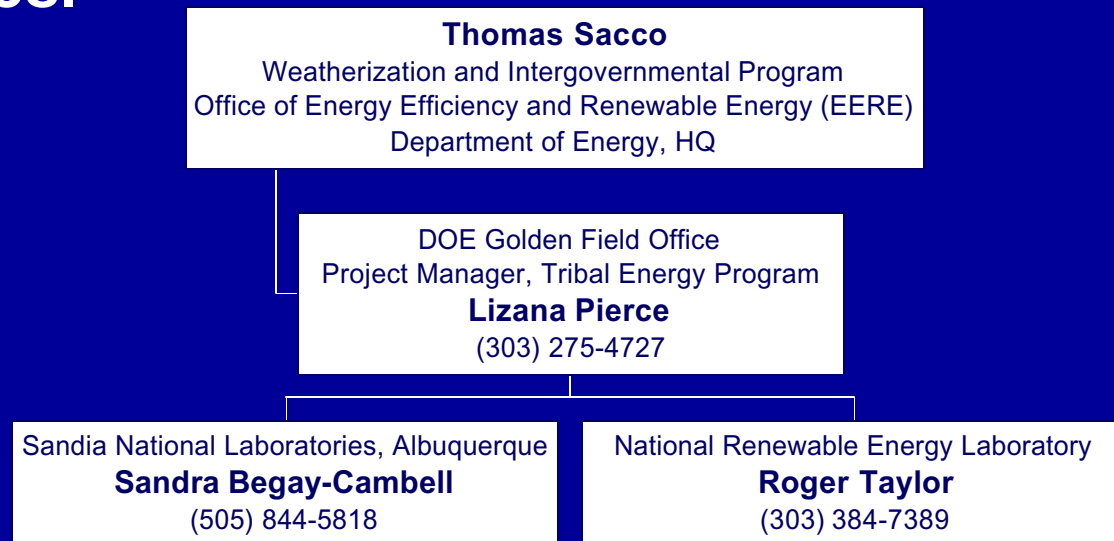 Thomas Sacco
Weatherization and Intergovernmental Program
Office of Energy Efficiency and Renewable Energy (EERE)
Department of Energy, HQ
DOE Golden Field Office
Project Manager, Tribal Energy Program
Lizana Pierce
(303) 275-4727
Sandia National Laboratories, Albuquerque
Sandra Begay-Cambell
(505) 844-5818
National Renewable Energy Laboratory
Roger Taylor
(303) 384-7389